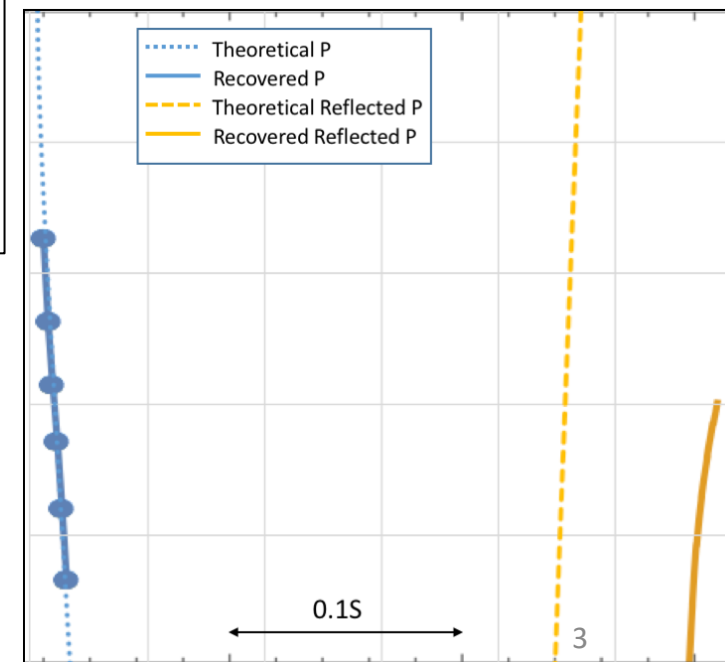 Theoretical P
Recovered P
Theoretical Reflected P
Recovered Reflected P
0.1S
3